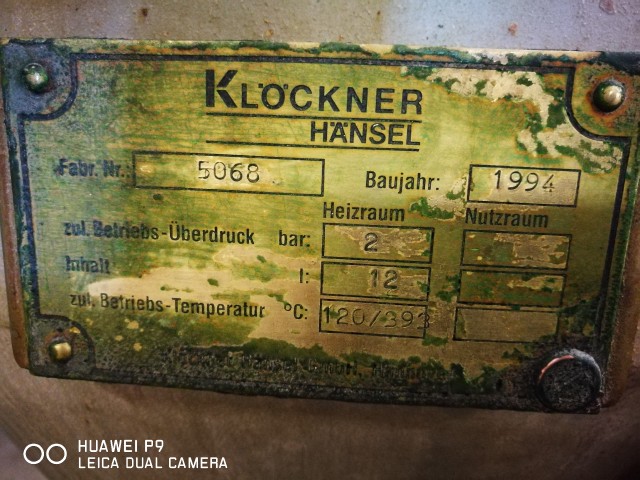 KLÖCKNER
HÄNSEL
Fabr. Nr.: 5068 Baujahr: 1994
Heizraum Nutzraum
zul. Betriebs-Überdruck bar: 2
Inhalt l: 12
zul. Betriebs-Temperatur °C: 120/393
HUAWEI P9
LEICA DUAL CAMERA